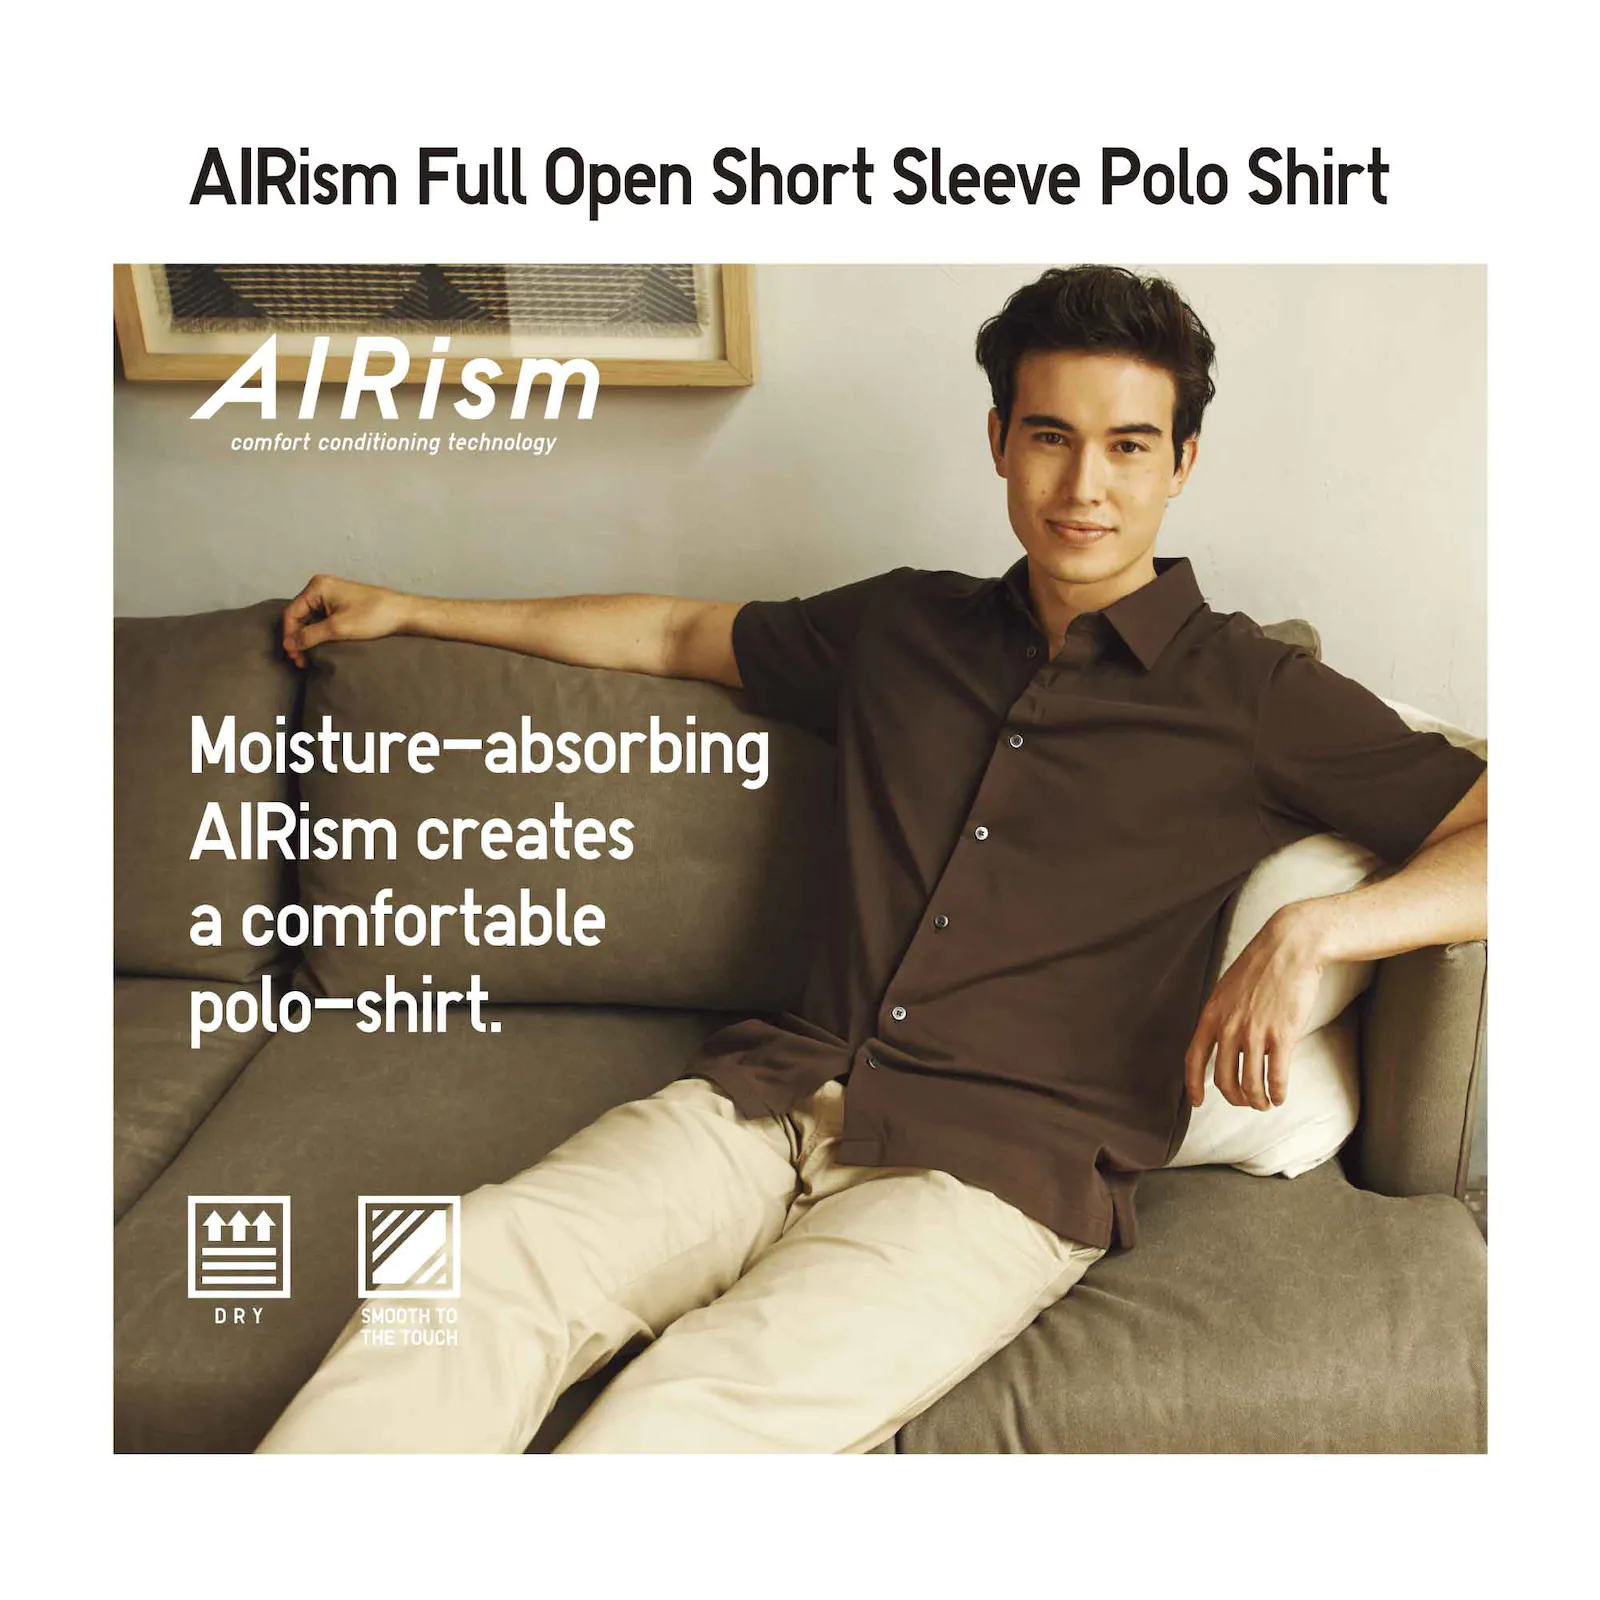 AIRism Full Open Short Sleeve Polo Shirt
AIRism
comfort conditioning technology
Moisture-absorbing
AIRism creates
a comfortable
polo-shirt.
DRY
SMOOTH TO
THE TOUCH